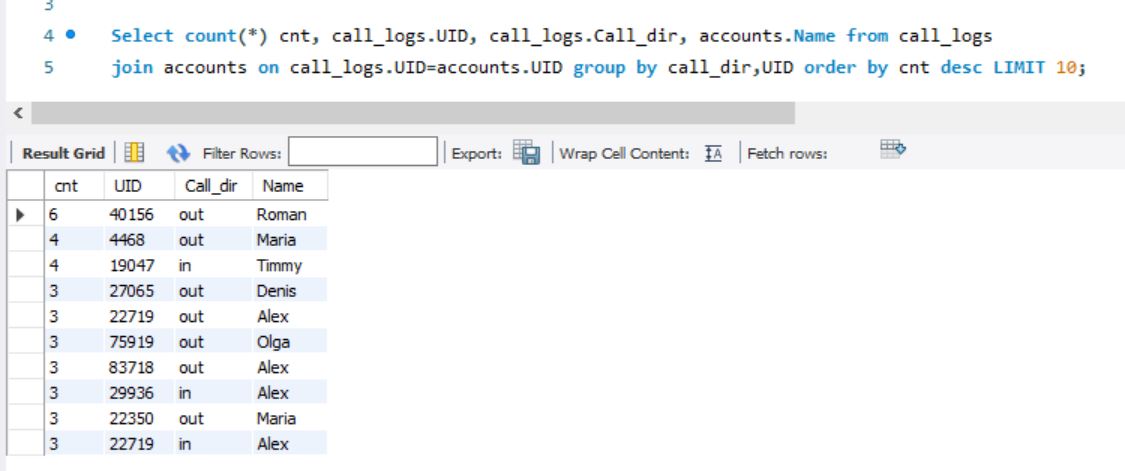 3
4 Select count(*) cnt, call_logs.UID, call_logs.Call_dir, accounts.Name from call_logs
5 join accounts on call_logs.UID=accounts.UID group by call_dir,UID order by cnt desc LIMIT 10;
Result Grid Filter Rows: Export: Wrap Cell Content: IA Fetch rows:
cnt UID Call_dir Name
6 40156 out Roman
4 4468 out Maria
4 19047 in Timmy
3 27065 out Denis
3 22719 out Alex
3 75919 out Olga
3 83718 out Alex
3 29936 in Alex
3 22350 out Maria
3 22719 in Alex